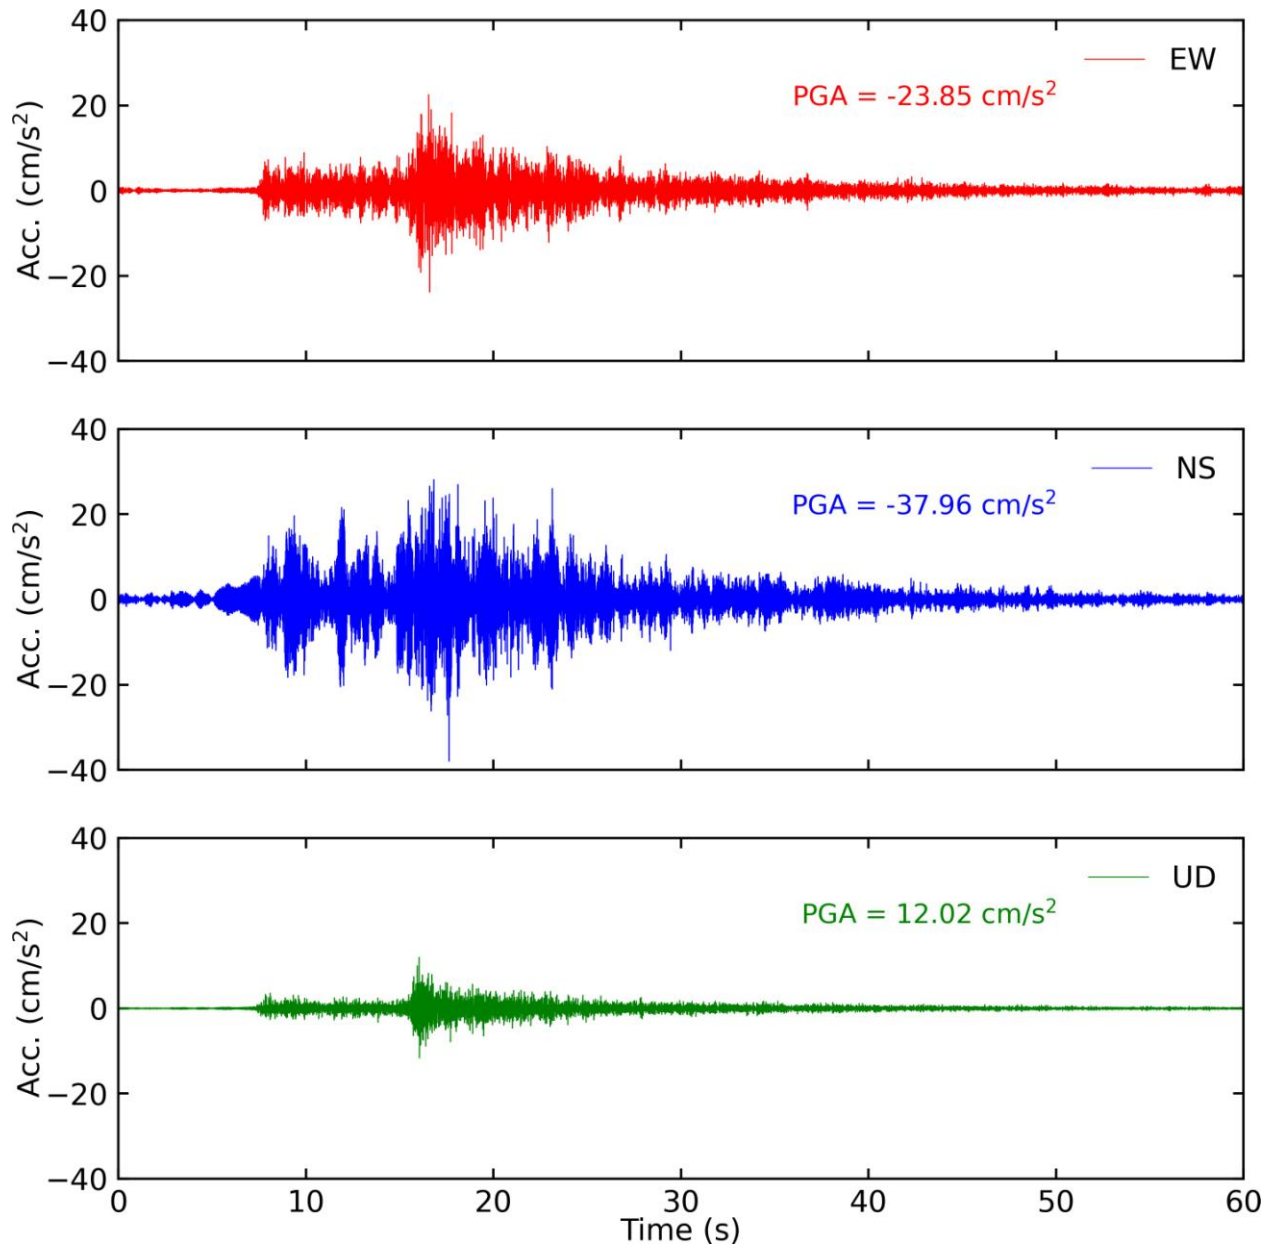 40
EW
PGA = -23.85 cm/s²
20
0
−20
−40
Acc. (cm/s²)
40
NS
PGA = -37.96 cm/s²
20
0
−20
−40
Acc. (cm/s²)
40
UD
PGA = 12.02 cm/s²
20
0
−20
−40
Acc. (cm/s²)
0 10 20 30 40 50 60
Time (s)